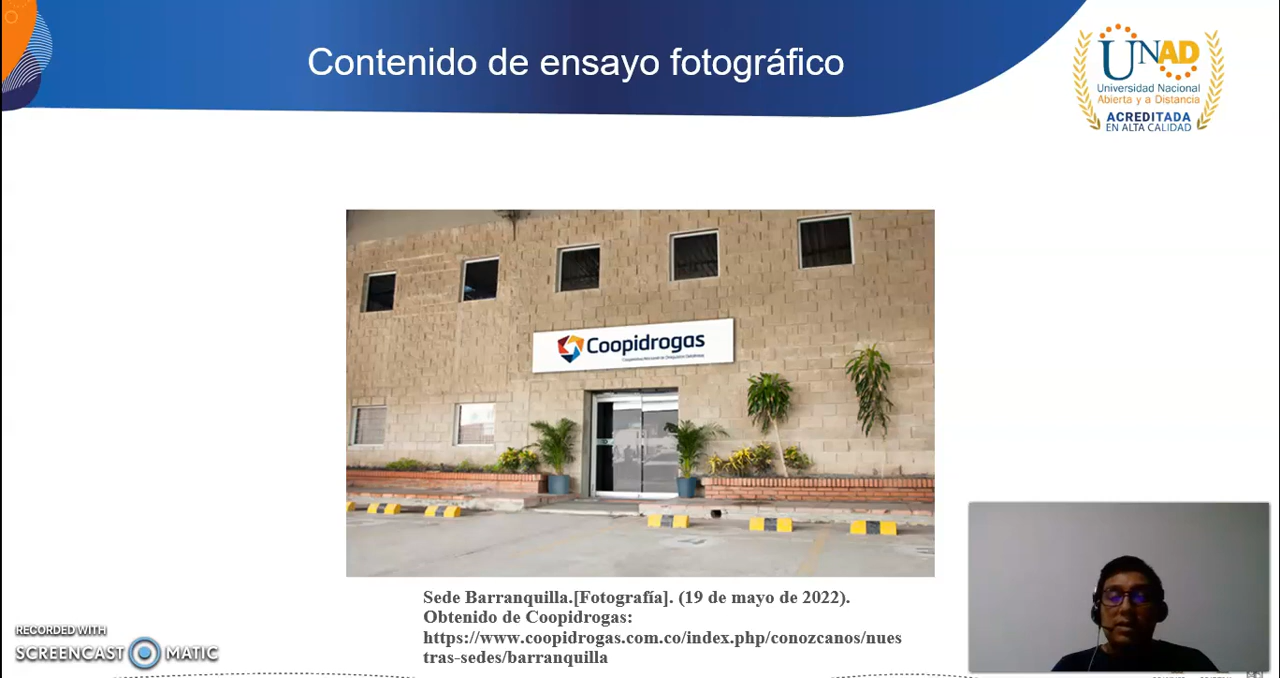 Contenido de ensayo fotográfico
UNAD
Universidad Nacional
Abierta y a Distancia
ACREDITADA
EN ALTA CALIDAD
Coopidrogas
Sede Barranquilla.[Fotografía]. (19 de mayo de 2022).
Obtenido de Coopidrogas:
https://www.coopidrogas.com.co/index.php/conozcanos/nues
tras-sedes/barranquilla
RECORDED WITH
SCREENCAST MATIC